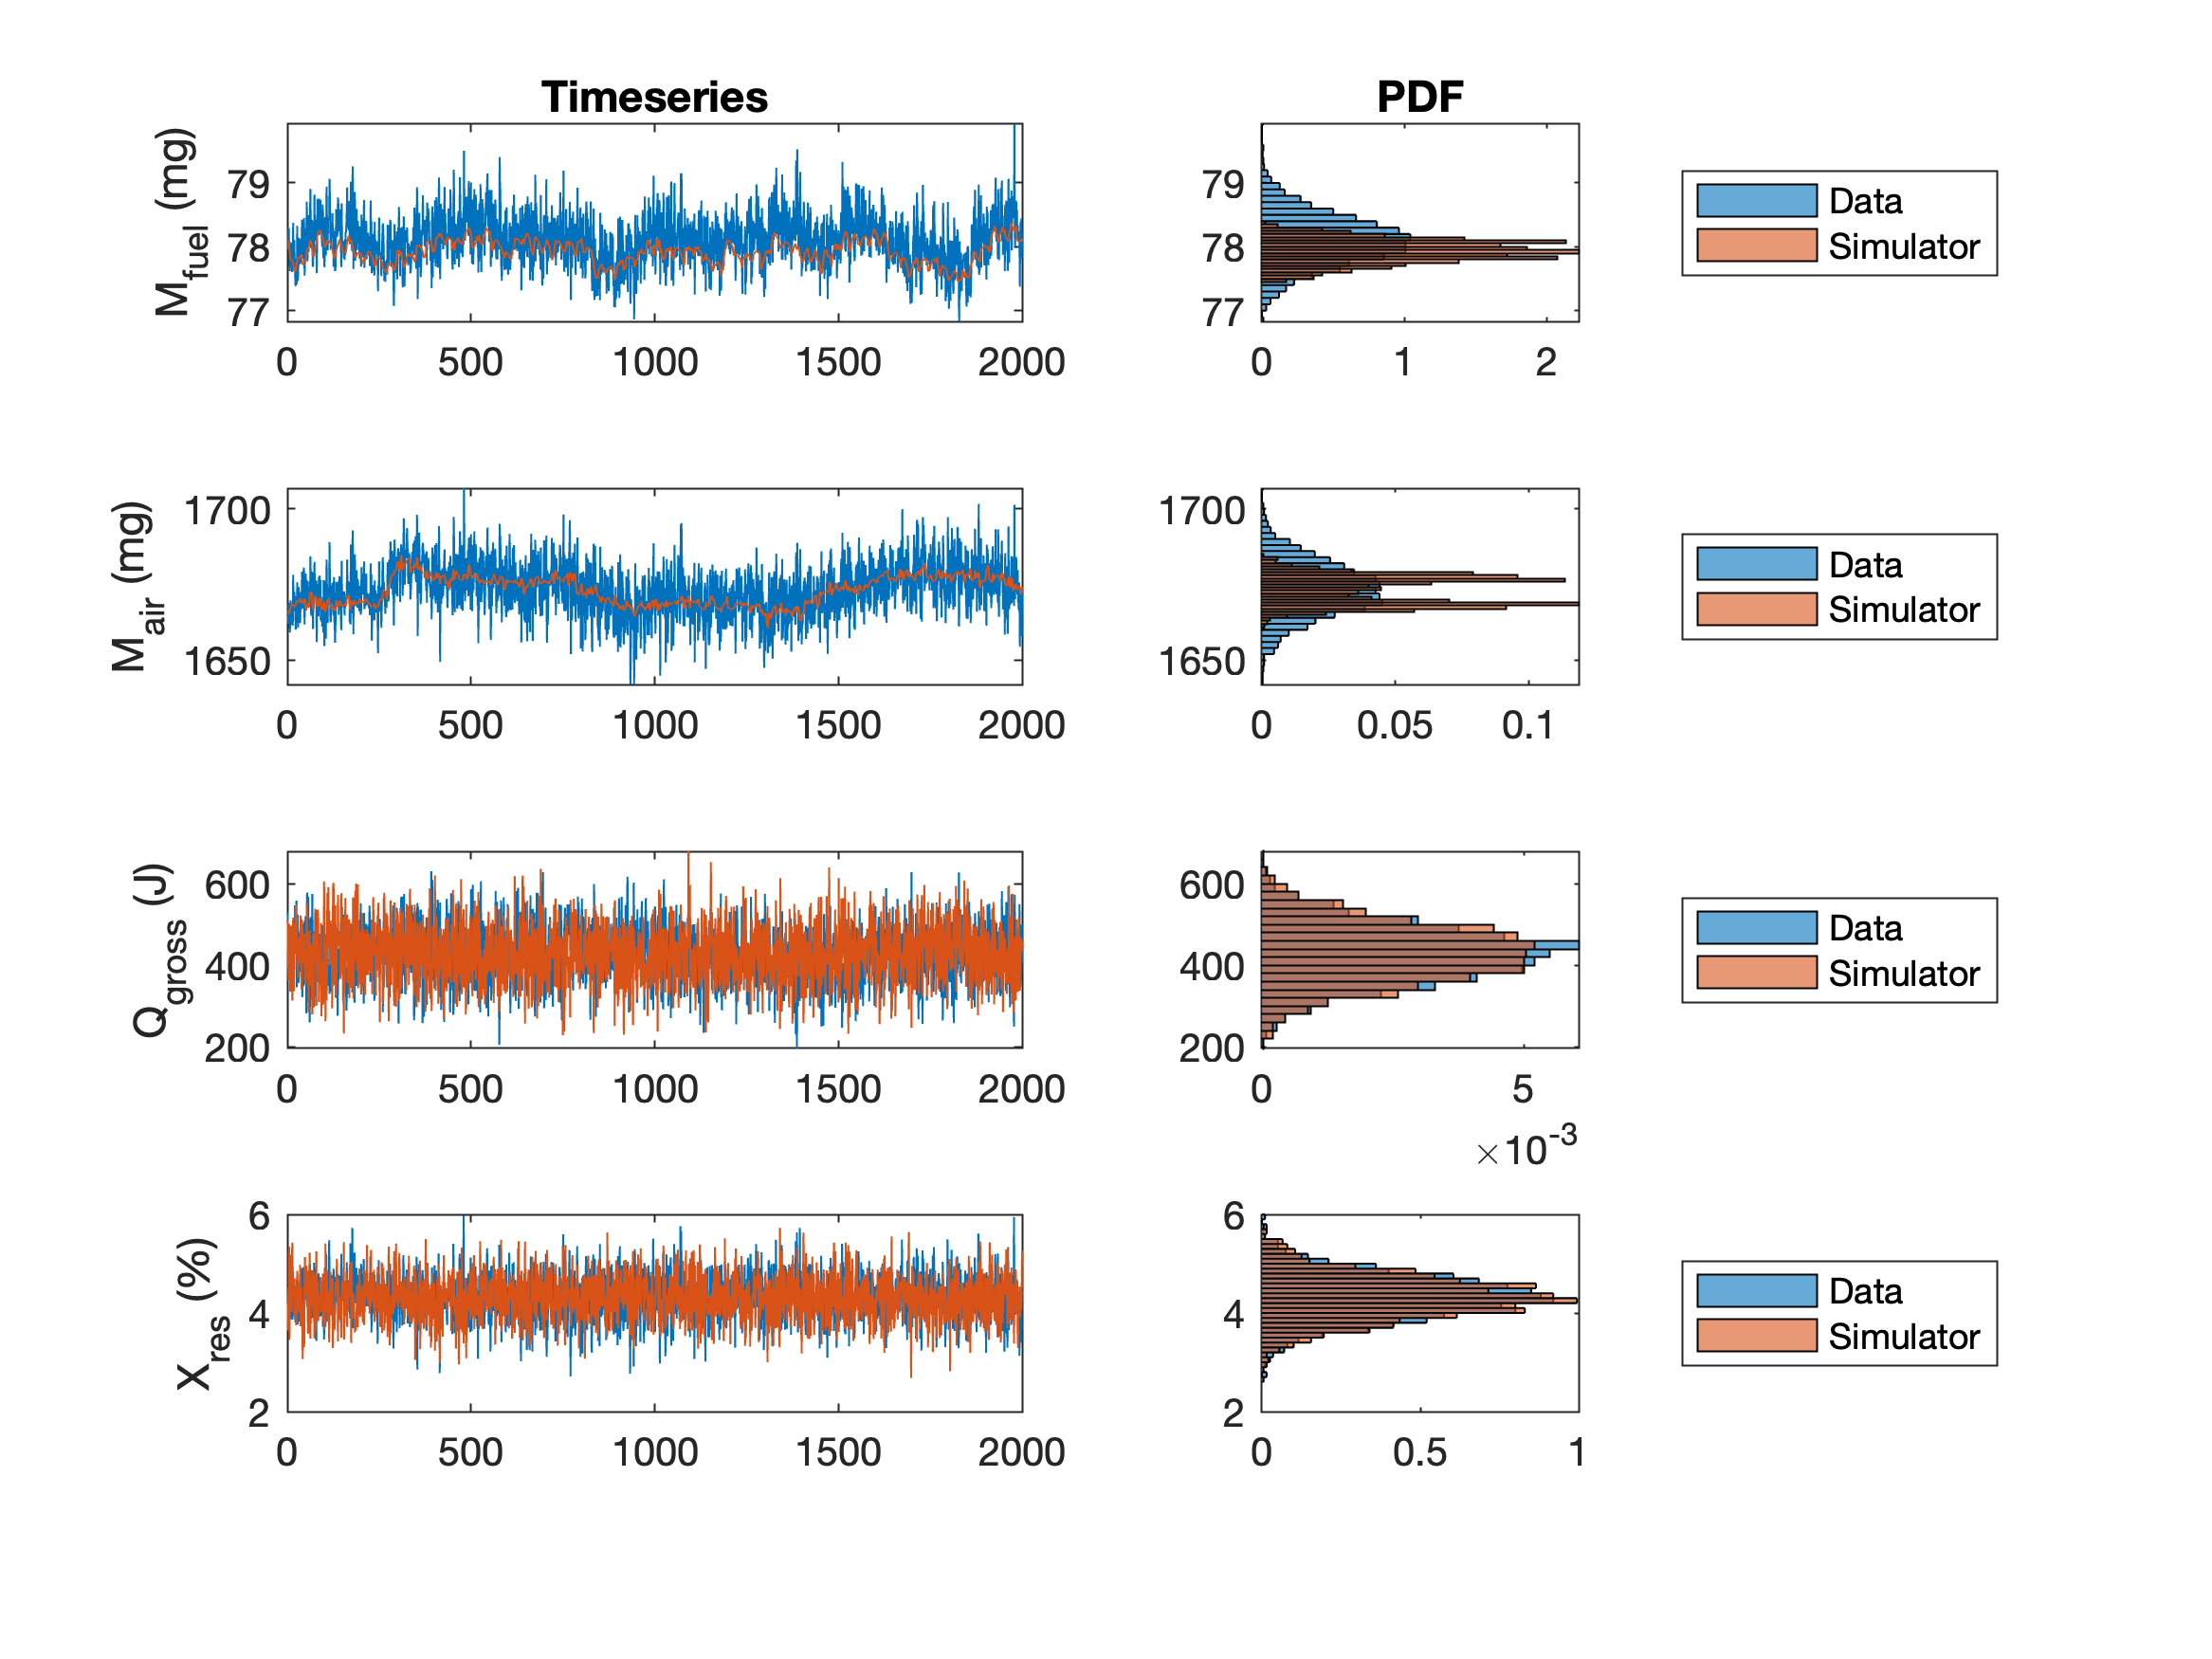 Timeseries
PDF
M_fuel (mg)
79
78
77
0 500 1000 1500 2000
79
78
77
0 1 2
Data
Simulator
M_air (mg)
1700
1650
0 500 1000 1500 2000
1700
1650
0 0.05 0.1
Data
Simulator
Q_gross (J)
600
400
200
0 500 1000 1500 2000
600
400
200
0 5
×10^-3
Data
Simulator
X_res (%)
6
4
2
0 500 1000 1500 2000
6
4
2
0 0.5 1
Data
Simulator